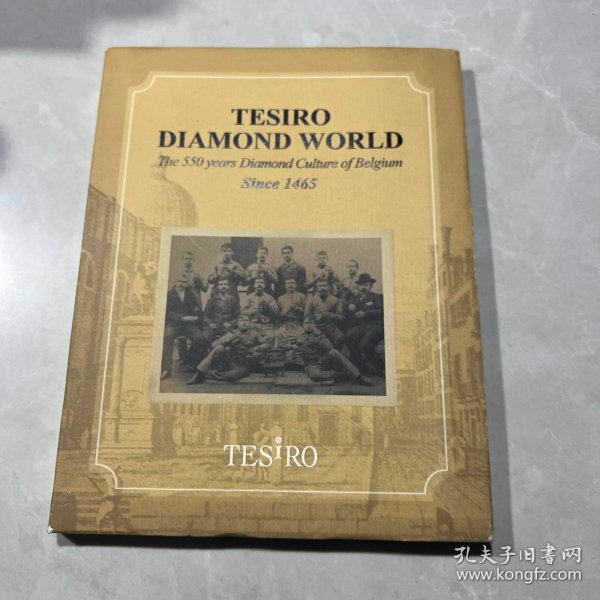 TESIRO
DIAMOND WORLD
The 550 years Diamond Culture of Belgium
Since 1465
TESiRO
孔夫子旧书网
www.kongfz.com